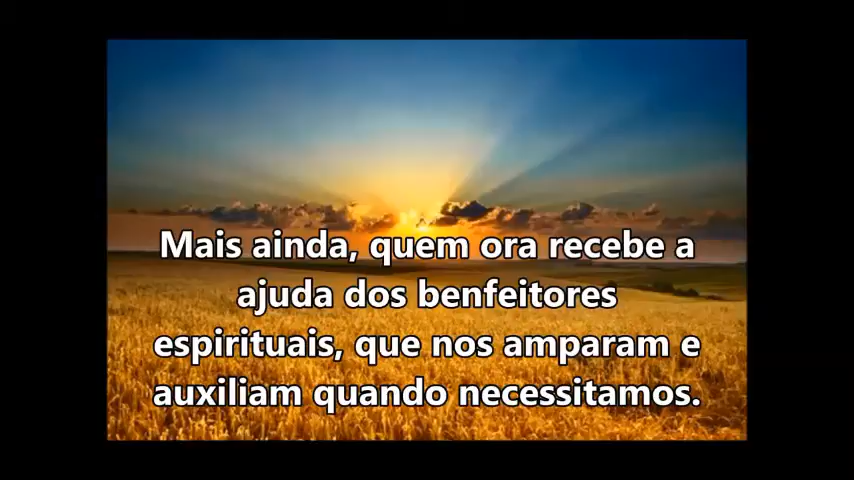 Mais ainda, quem ora recebe a
ajuda dos benfeitores
espirituais, que nos amparam e
auxiliam quando necessitamos.